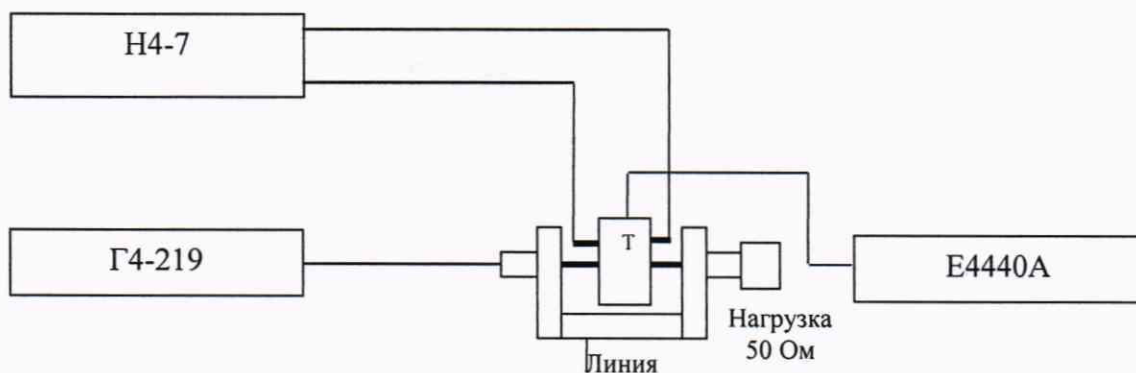 Н4-7
Г4-219
Т
Е4440А
Нагрузка
50 Ом
Линия